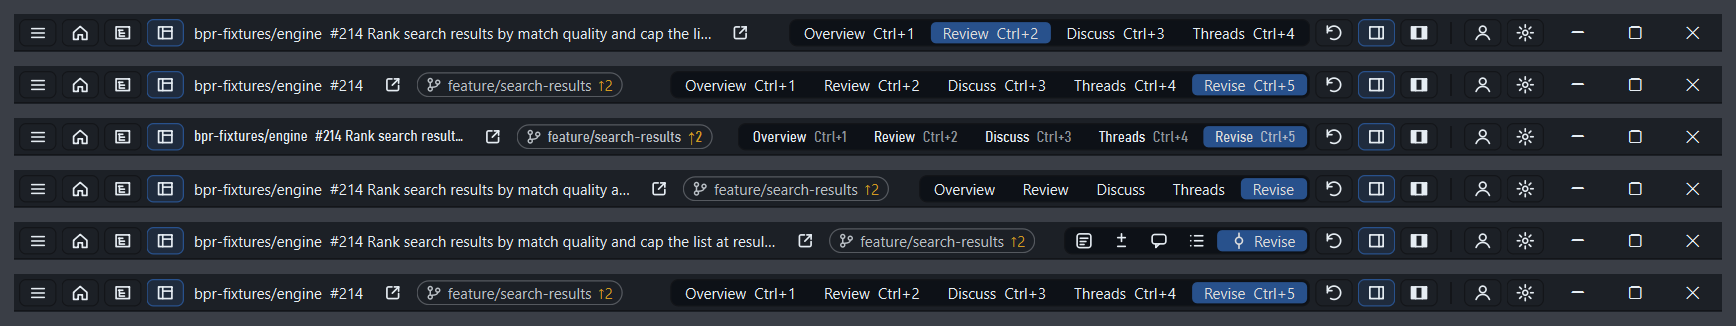 bpr-fixtures/engine #214 Rank search results by match quality and cap the li... Overview Ctrl+1 Review Ctrl+2 Discuss Ctrl+3 Threads Ctrl+4
bpr-fixtures/engine #214 feature/search-results ↑2 Overview Ctrl+1 Review Ctrl+2 Discuss Ctrl+3 Threads Ctrl+4 Revise Ctrl+5
bpr-fixtures/engine #214 Rank search result... feature/search-results ↑2 Overview Ctrl+1 Review Ctrl+2 Discuss Ctrl+3 Threads Ctrl+4 Revise Ctrl+5
bpr-fixtures/engine #214 Rank search results by match quality a... feature/search-results ↑2 Overview Review Discuss Threads Revise
bpr-fixtures/engine #214 Rank search results by match quality and cap the list at resul... feature/search-results ↑2 Revise
bpr-fixtures/engine #214 feature/search-results ↑2 Overview Ctrl+1 Review Ctrl+2 Discuss Ctrl+3 Threads Ctrl+4 Revise Ctrl+5